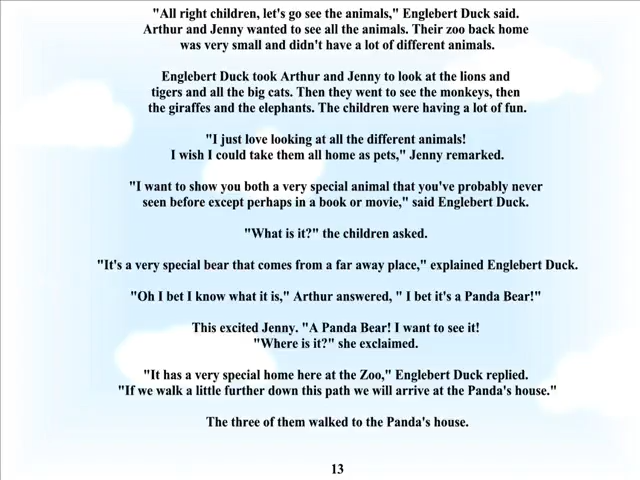 "All right children, let's go see the animals," Englebert Duck said.
Arthur and Jenny wanted to see all the animals. Their zoo back home
was very small and didn't have a lot of different animals.
Englebert Duck took Arthur and Jenny to look at the lions and
tigers and all the big cats. Then they went to see the monkeys, then
the giraffes and the elephants. The children were having a lot of fun.
"I just love looking at all the different animals!
I wish I could take them all home as pets," Jenny remarked.
"I want to show you both a very special animal that you've probably never
seen before except perhaps in a book or movie," said Englebert Duck.
"What is it?" the children asked.
"It's a very special bear that comes from a far away place," explained Englebert Duck.
"Oh I bet I know what it is," Arthur answered, " I bet it's a Panda Bear!"
This excited Jenny. "A Panda Bear! I want to see it!
"Where is it?" she exclaimed.
"It has a very special home here at the Zoo," Englebert Duck replied.
"If we walk a little further down this path we will arrive at the Panda's house."
The three of them walked to the Panda's house.
13